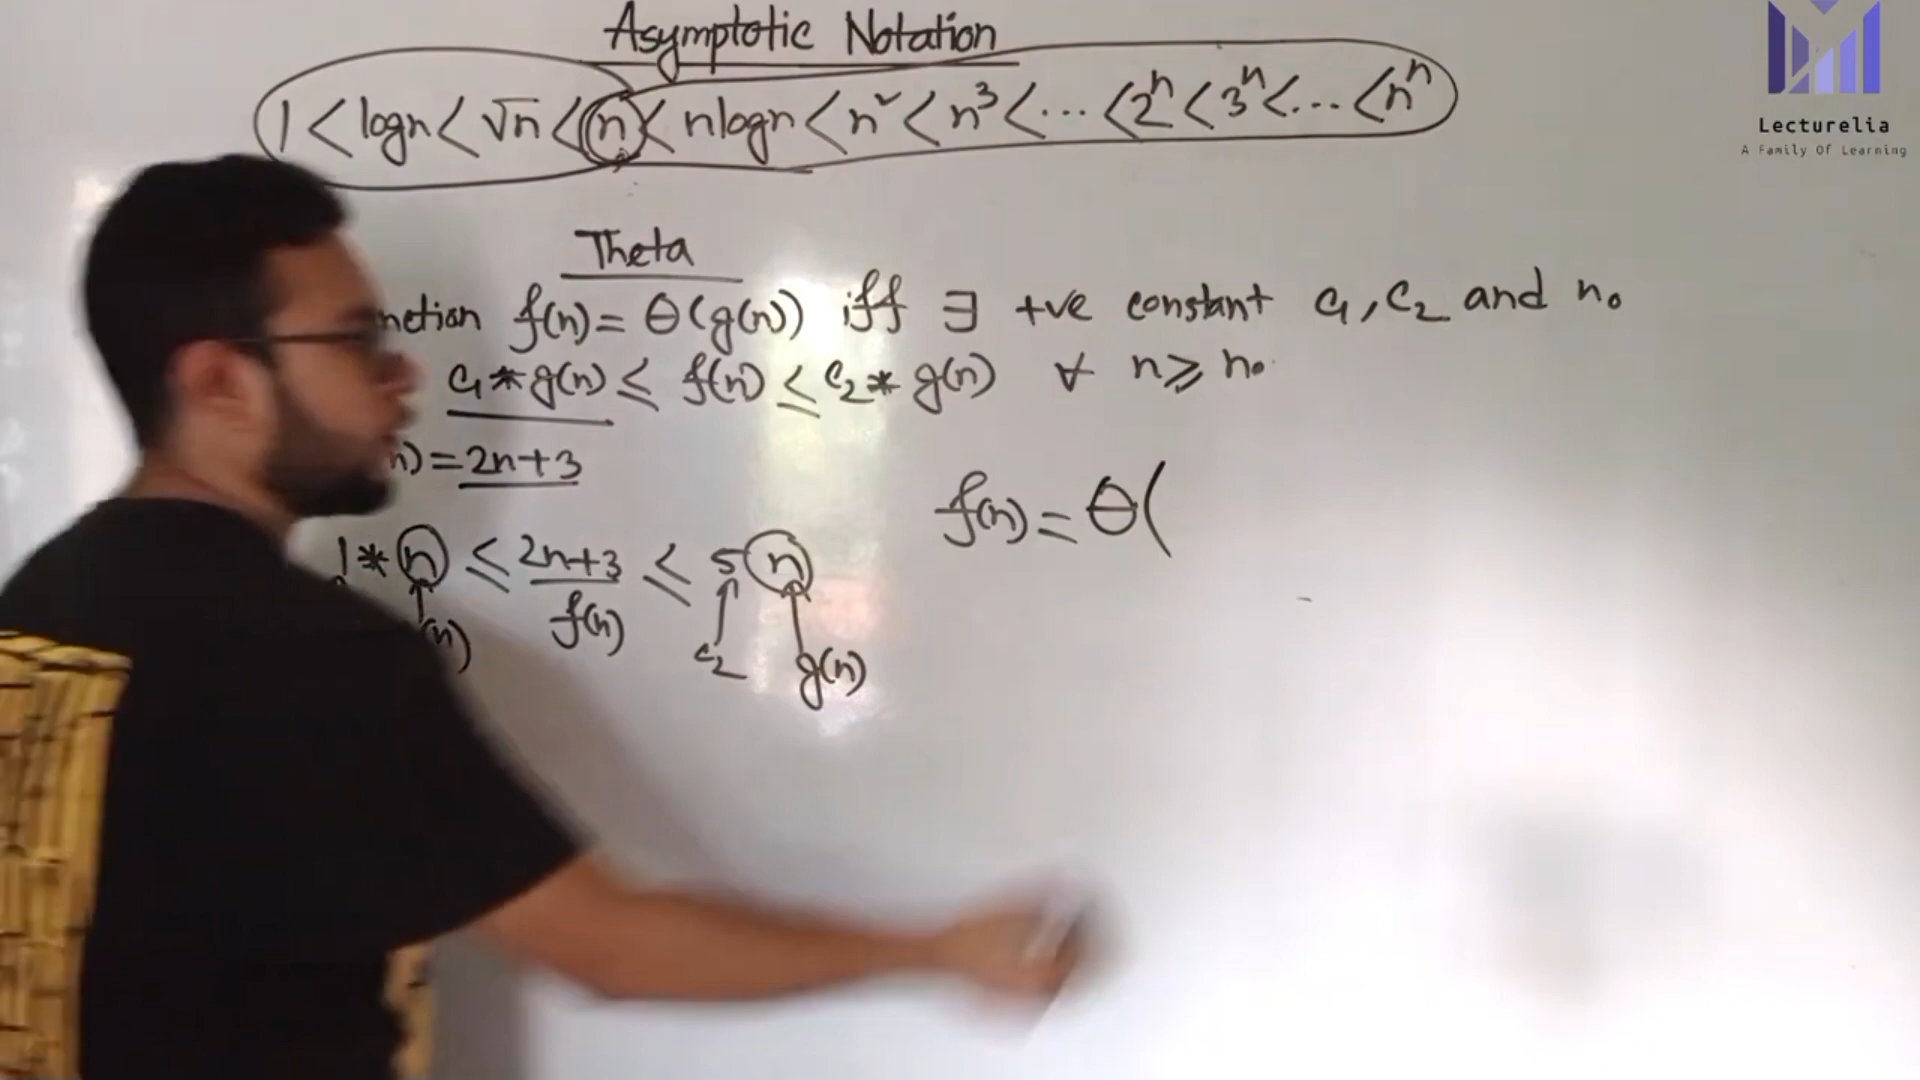 Asymptotic Notation
1 < logn < √n < n < nlogn < n² < n³ < ... < 2ⁿ < 3ⁿ < ... < nⁿ
Lecturelia
A Family Of Learning
Theta
f(n) = θ(g(n)) iff ∃ +ve constant c₁, c₂ and n₀
c₁ * g(n) ≤ f(n) ≤ c₂ * g(n) ∀ n ≥ n₀
= 2n+3
f(n) = θ(
1 * n ≤ 2n+3 ≤ 5 n
f(n)
c₂ g(n)